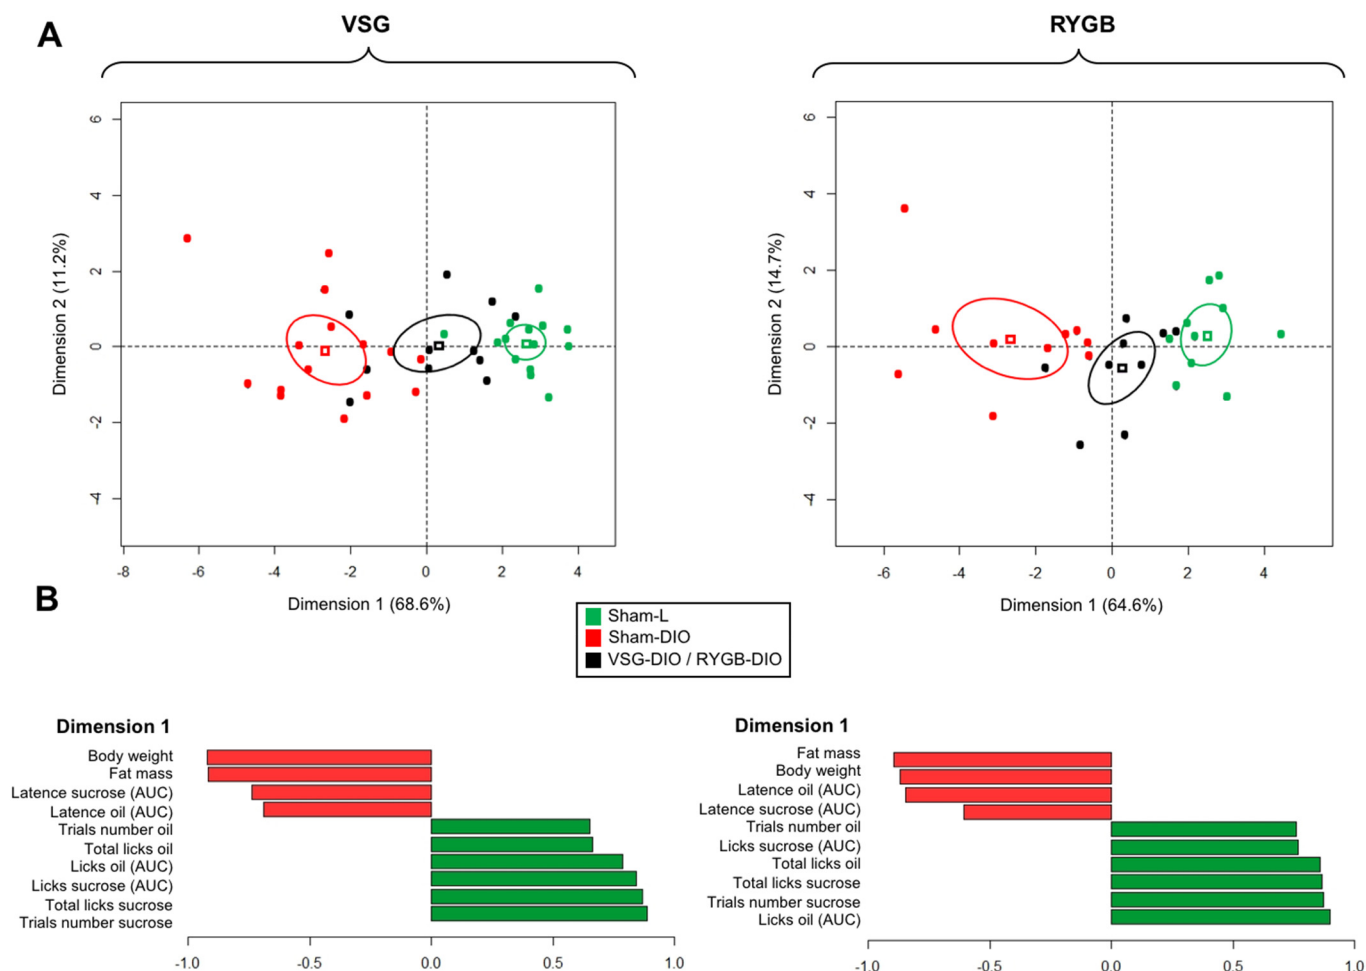 A
VSG
RYGB
6
4
2
0
-2
-4
Dimension 2 (11.2%)
-8
-6
-4
-2
0
2
4
Dimension 1 (68.6%)
6
4
2
0
-2
-4
Dimension 2 (14.7%)
-6
-4
-2
0
2
4
Dimension 1 (64.6%)
B
Sham-L
Sham-DIO
VSG-DIO / RYGB-DIO
Dimension 1
Body weight
Fat mass
Latence sucrose (AUC)
Latence oil (AUC)
Trials number oil
Total licks oil
Licks oil (AUC)
Licks sucrose (AUC)
Total licks sucrose
Trials number sucrose
-1.0
-0.5
0.0
0.5
1.0
Dimension 1
Fat mass
Body weight
Latence oil (AUC)
Latence sucrose (AUC)
Trials number oil
Licks sucrose (AUC)
Total licks oil
Total licks sucrose
Trials number sucrose
Licks oil (AUC)
-1.0
-0.5
0.0
0.5
1.0